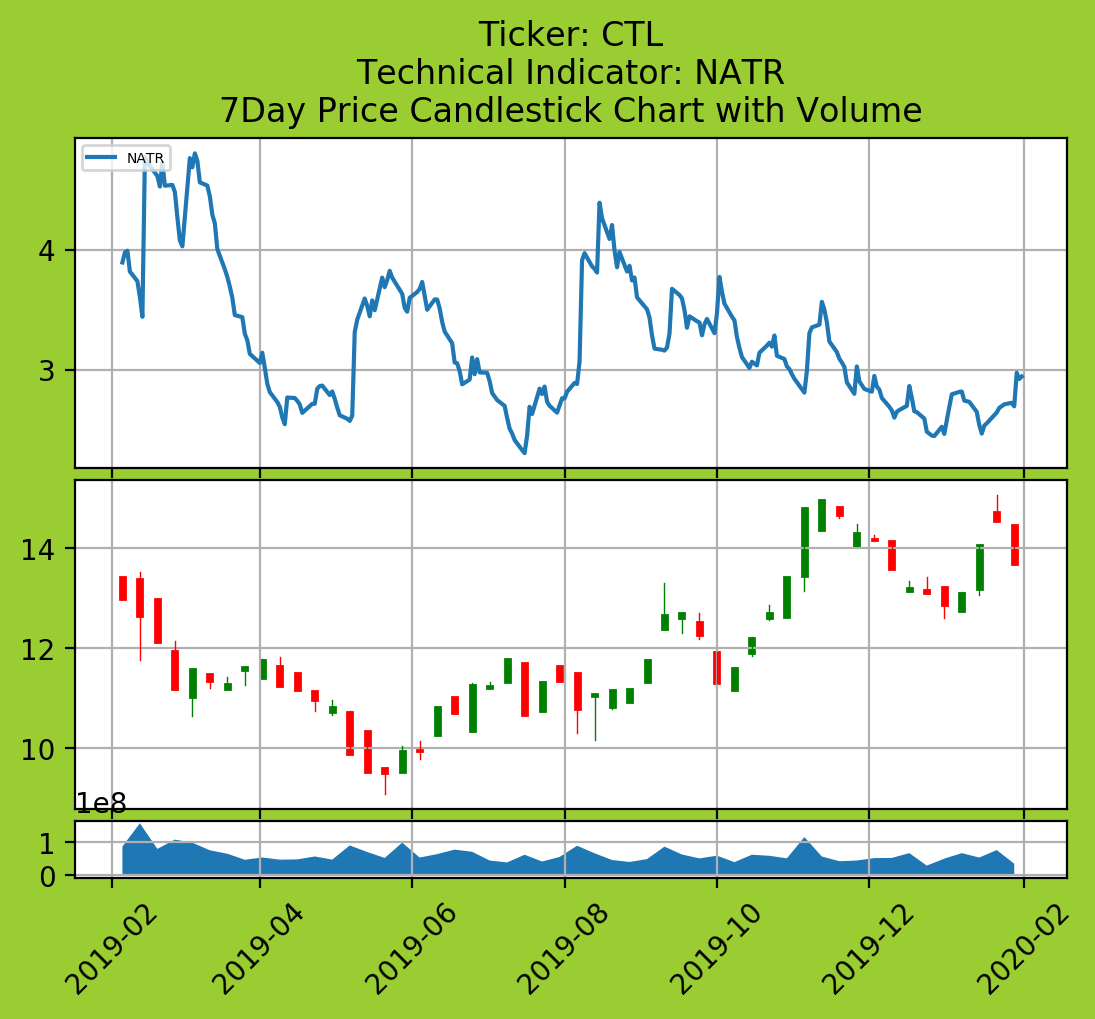 Ticker: CTL
Technical Indicator: NATR
7Day Price Candlestick Chart with Volume
NATR
4
3
14
12
10
1e8
1
0
2019-02
2019-04
2019-06
2019-08
2019-10
2019-12
2020-02